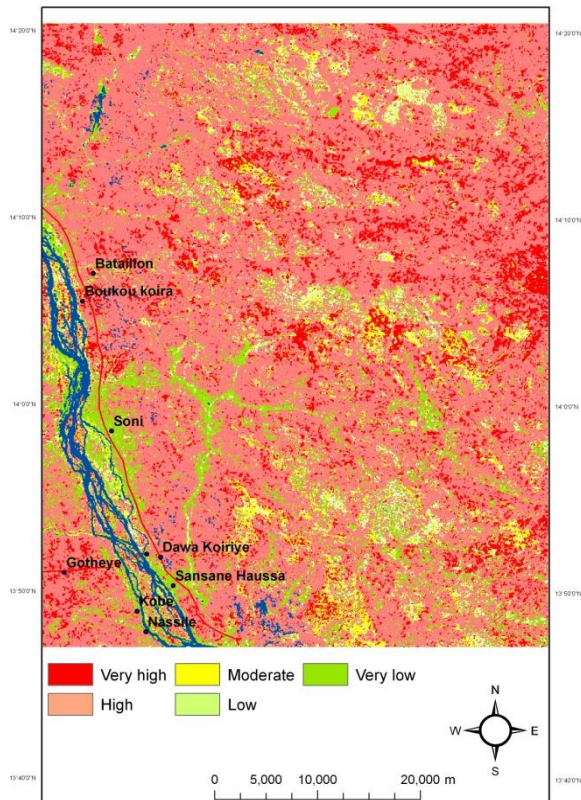 14°20'0"N 14°20'0"N
14°10'0"N 14°10'0"N
Bataillon
Boukou koira
14°0'0"N 14°0'0"N
Soni
Dawa Koiriye
Gotheye
Sansane Haussa
13°50'0"N 13°50'0"N
Kobe
Nassile
Very high Moderate Very low
High Low
N
W E
S
13°40'0"N 13°40'0"N
0 5,000 10,000 20,000 m